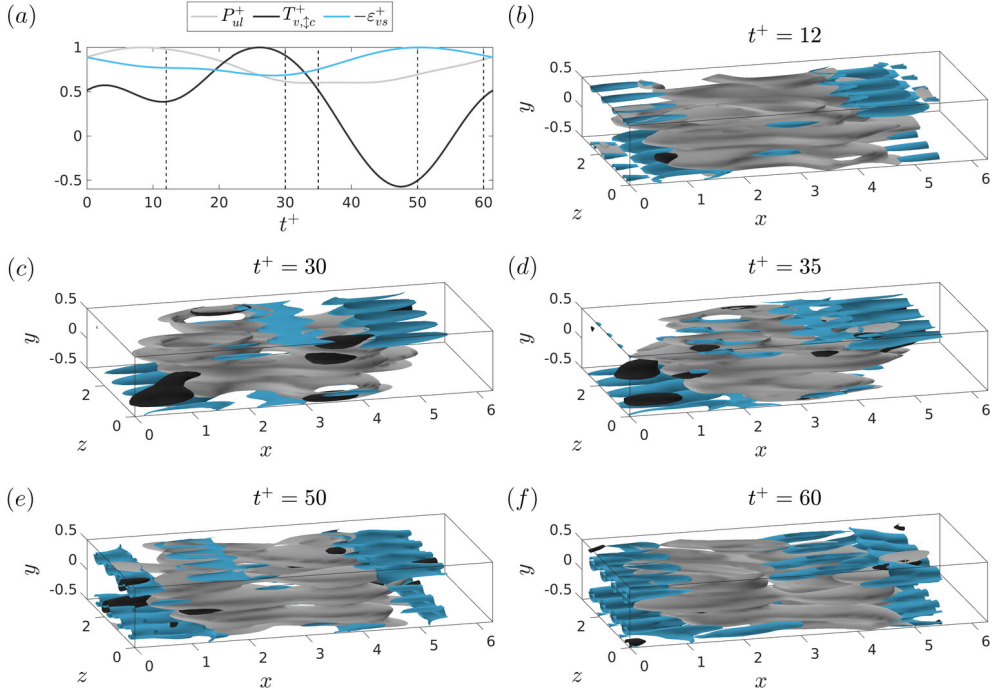 (a)
P⁺ᵤₗ T⁺ᵥ,↕c −ε⁺ᵥₛ
1
0.5
0
-0.5
0 10 20 30 40 50 60
t⁺
(b)
t⁺ = 12
0.5
0
-0.5
y
2
0
z
0 1 2 3 4 5 6
x
(c)
t⁺ = 30
0.5
0
-0.5
y
2
0
z
0 1 2 3 4 5 6
x
(d)
t⁺ = 35
0.5
0
-0.5
y
2
0
z
0 1 2 3 4 5 6
x
(e)
t⁺ = 50
0.5
0
-0.5
y
2
0
z
0 1 2 3 4 5 6
x
(f)
t⁺ = 60
0.5
0
-0.5
y
2
0
z
0 1 2 3 4 5 6
x